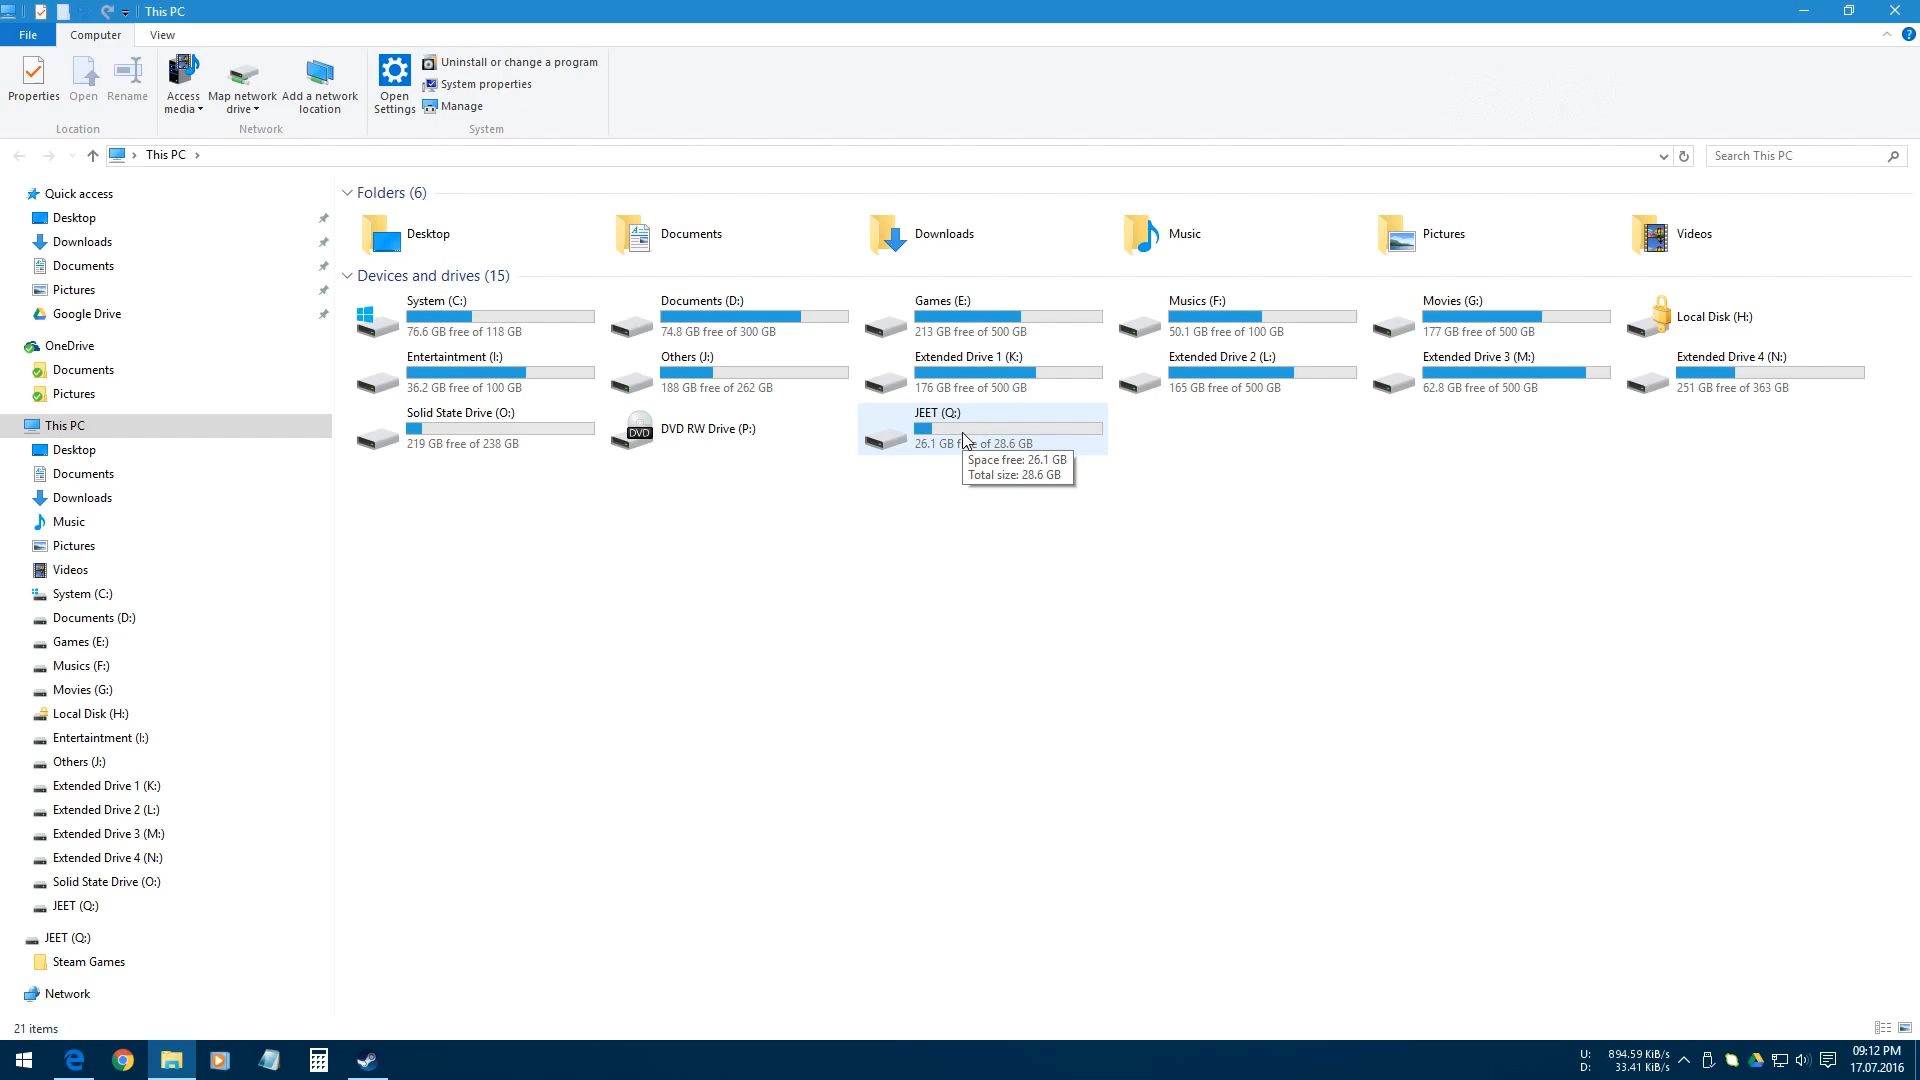 This PC
File
Computer
View
Properties
Open
Rename
Access media
Map network drive
Add a network location
Open Settings
Uninstall or change a program
System properties
Manage
Location
Network
System
This PC
Search This PC
Quick access
Desktop
Downloads
Documents
Pictures
Google Drive
OneDrive
Documents
Pictures
This PC
Desktop
Documents
Downloads
Music
Pictures
Videos
System (C:)
Documents (D:)
Games (E:)
Musics (F:)
Movies (G:)
Local Disk (H:)
Entertaintment (I:)
Others (J:)
Extended Drive 1 (K:)
Extended Drive 2 (L:)
Extended Drive 3 (M:)
Extended Drive 4 (N:)
Solid State Drive (O:)
JEET (Q:)
JEET (Q:)
Steam Games
Network
Folders (6)
Desktop
Documents
Downloads
Music
Pictures
Videos
Devices and drives (15)
System (C:)
76.6 GB free of 118 GB
Documents (D:)
74.8 GB free of 300 GB
Games (E:)
213 GB free of 500 GB
Musics (F:)
50.1 GB free of 100 GB
Movies (G:)
177 GB free of 500 GB
Local Disk (H:)
Entertaintment (I:)
36.2 GB free of 100 GB
Others (J:)
188 GB free of 262 GB
Extended Drive 1 (K:)
176 GB free of 500 GB
Extended Drive 2 (L:)
165 GB free of 500 GB
Extended Drive 3 (M:)
62.8 GB free of 500 GB
Extended Drive 4 (N:)
251 GB free of 363 GB
Solid State Drive (O:)
219 GB free of 238 GB
DVD
DVD RW Drive (P:)
JEET (Q:)
26.1 GB free of 28.6 GB
Space free: 26.1 GB
Total size: 28.6 GB
21 items
U: 894.59 KiB/s
D: 33.41 KiB/s
09:12 PM
17.07.2016